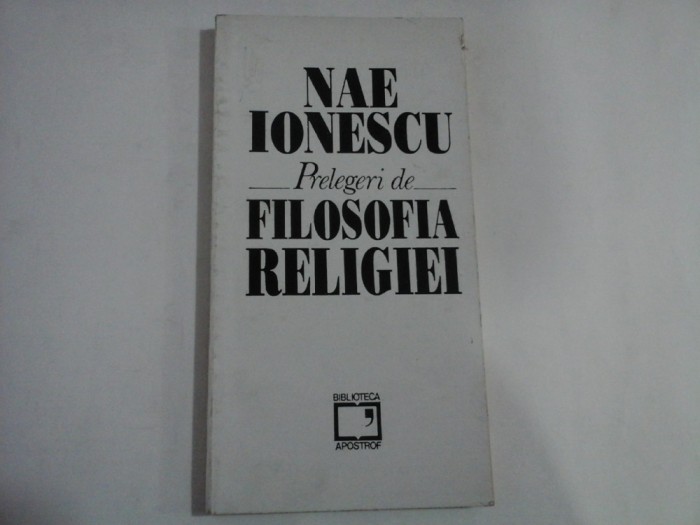 NAE
IONESCU
Prelegeri de
FILOSOFIA
RELIGIEI
BIBLIOTECA
,
APOSTROF